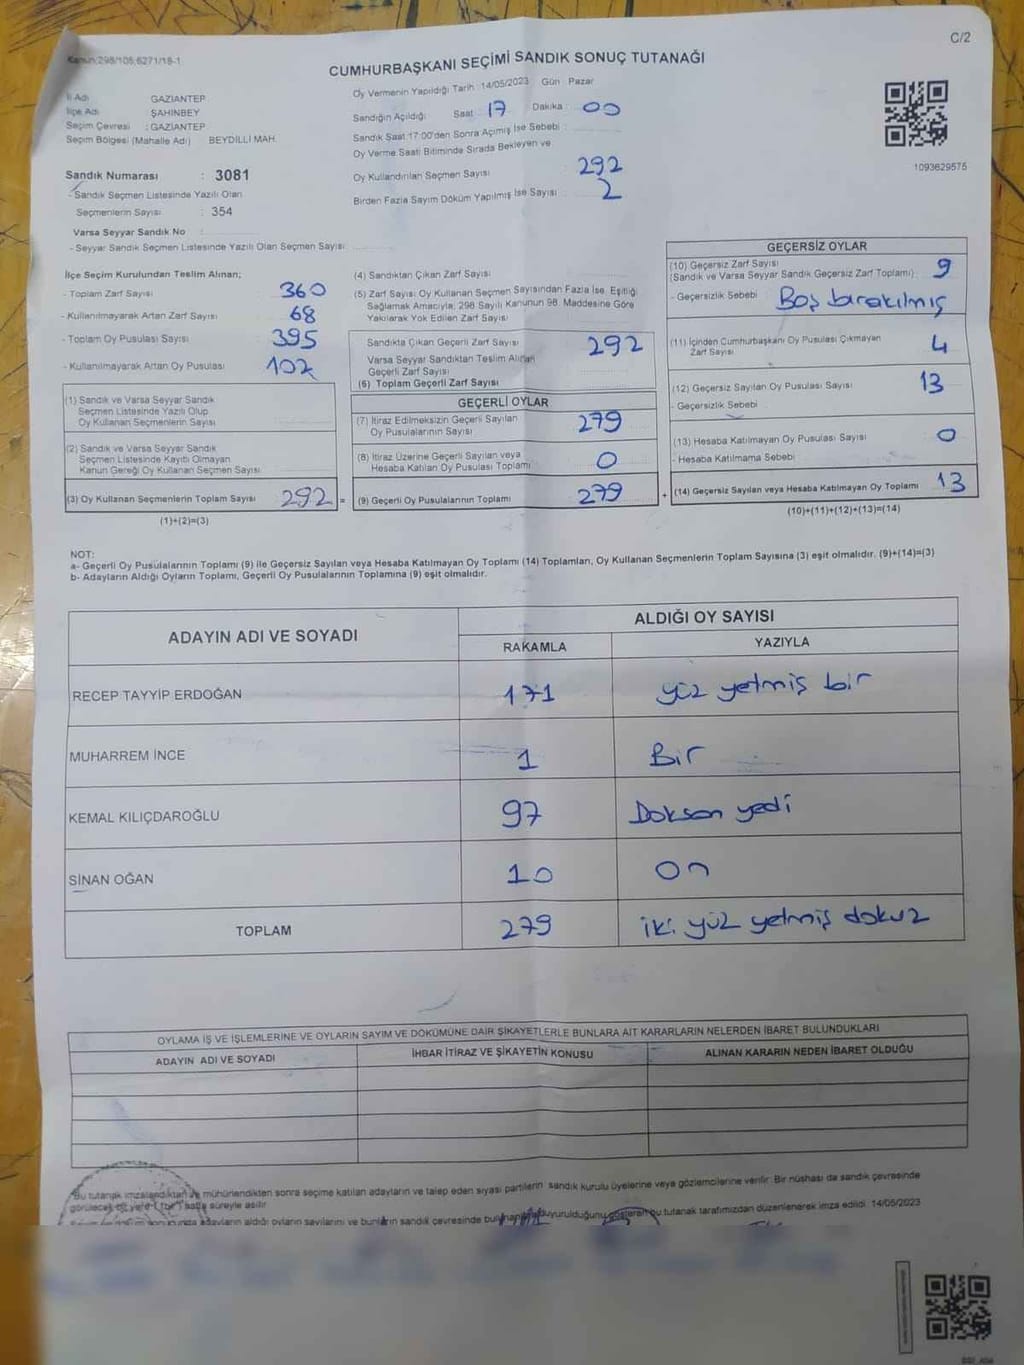 C/2
Kanun:298/105;6271/18-1
CUMHURBAŞKANI SEÇİMİ SANDIK SONUÇ TUTANAĞI
İl Adı GAZİANTEP
İlçe Adı ŞAHİNBEY
Seçim Çevresi : GAZİANTEP
Seçim Bölgesi (Mahalle Adı) BEYDİLLİ MAH.
Sandık Numarası : 3081
- Sandık Seçmen Listesinde Yazılı Olan
Seçmenlerin Sayısı : 354
Varsa Seyyar Sandık No :
- Seyyar Sandık Seçmen Listesinde Yazılı Olan Seçmen Sayısı:
Oy Vermenin Yapıldığı Tarih : 14/05/2023 Gün : Pazar
Sandığın Açıldığı Saat : 17 Dakika : 00
Sandık Saat 17:00'den Sonra Açımış İse Sebebi :
Oy Verme Saati Bitiminde Sırada Bekleyen ve
Oy Kullandırılan Seçmen Sayısı : 292
Birden Fazla Sayım Döküm Yapılmış İse Sayısı : 2
1093629575
İlçe Seçim Kurulundan Teslim Alınan;
- Toplam Zarf Sayısı : 360
- Kullanılmayarak Artan Zarf Sayısı : 68
- Toplam Oy Pusulası Sayısı : 395
- Kullanılmayarak Artan Oy Pusulası : 102
(1) Sandık ve Varsa Seyyar Sandık
Seçmen Listesinde Yazılı Olup
Oy Kullanan Seçmenlerin Sayısı
(2) Sandık ve Varsa Seyyar Sandık
Seçmen Listesinde Kayıtlı Olmayan
Kanun Gereği Oy Kullanan Seçmen Sayısı
(3) Oy Kullanan Seçmenlerin Toplam Sayısı 292 =
(1)+(2)=(3)
(4) Sandıktan Çıkan Zarf Sayısı
(5) Zarf Sayısı Oy Kullanan Seçmen Sayısından Fazla İse, Eşitliği
Sağlamak Amacıyla; 298 Sayılı Kanunun 98. Maddesine Göre
Yakılarak Yok Edilen Zarf Sayısı
Sandıkta Çıkan Geçerli Zarf Sayısı : 292
Varsa Seyyar Sandıktan Teslim Alınan
Geçerli Zarf Sayısı
(6) Toplam Geçerli Zarf Sayısı
GEÇERLİ OYLAR
(7) İtiraz Edilmeksizin Geçerli Sayılan
Oy Pusulalarının Sayısı : 279
(8) İtiraz Üzerine Geçerli Sayılan veya
Hesaba Katılan Oy Pusulası Toplamı : 0
(9) Geçerli Oy Pusulalarının Toplamı : 279 +
GEÇERSİZ OYLAR
(10) Geçersiz Zarf Sayısı
(Sandık ve Varsa Seyyar Sandık Geçersiz Zarf Toplamı) : 9
- Geçersizlik Sebebi : Boş bırakılmış
(11) İçinden Cumhurbaşkanı Oy Pusulası Çıkmayan
Zarf Sayısı : 4
(12) Geçersiz Sayılan Oy Pusulası Sayısı : 13
- Geçersizlik Sebebi :
(13) Hesaba Katılmayan Oy Pusulası Sayısı : 0
- Hesaba Katılmama Sebebi :
(14) Geçersiz Sayılan veya Hesaba Katılmayan Oy Toplamı : 13
(10)+(11)+(12)+(13)=(14)
NOT:
a- Geçerli Oy Pusulalarının Toplamı (9) ile Geçersiz Sayılan veya Hesaba Katılmayan Oy Toplamı (14) Toplamları, Oy Kullanan Seçmenlerin Toplam Sayısına (3) eşit olmalıdır. (9)+(14)=(3)
b- Adayların Aldığı Oyların Toplamı, Geçerli Oy Pusulalarının Toplamına (9) eşit olmalıdır.
ADAYIN ADI VE SOYADI
ALDIĞI OY SAYISI
RAKAMLA YAZIYLA
RECEP TAYYİP ERDOĞAN 171 yüz yetmiş bir
MUHARREM İNCE 1 Bir
KEMAL KILIÇDAROĞLU 97 Doksan yedi
SİNAN OĞAN 10 On
TOPLAM 279 iki yüz yetmiş dokuz
OYLAMA İŞ VE İŞLEMLERİNE VE OYLARIN SAYIM VE DÖKÜMÜNE DAİR ŞİKAYETLERLE BUNLARA AİT KARARLARIN NELERDEN İBARET BULUNDUKLARI
ADAYIN ADI VE SOYADI İHBAR İTİRAZ VE ŞİKAYETİN KONUSU ALINAN KARARIN NEDEN İBARET OLDUĞU
Bu tutanak imzalandıktan ve mühürlendikten sonra seçime katılan adayların ve talep eden siyasi partilerin sandık kurulu üyelerine veya gözlemcilerine verilir. Bir nüshası da sandık çevresinde
görülecek bir yere 1 (bir) hafta süreyle asılır.
adayların aldığı oyların sayılarını ve bunların sandık çevresinde duyurulduğunu gösteren bu tutanak tarafımızdan düzenlenerek imza edildi. 14/05/2023